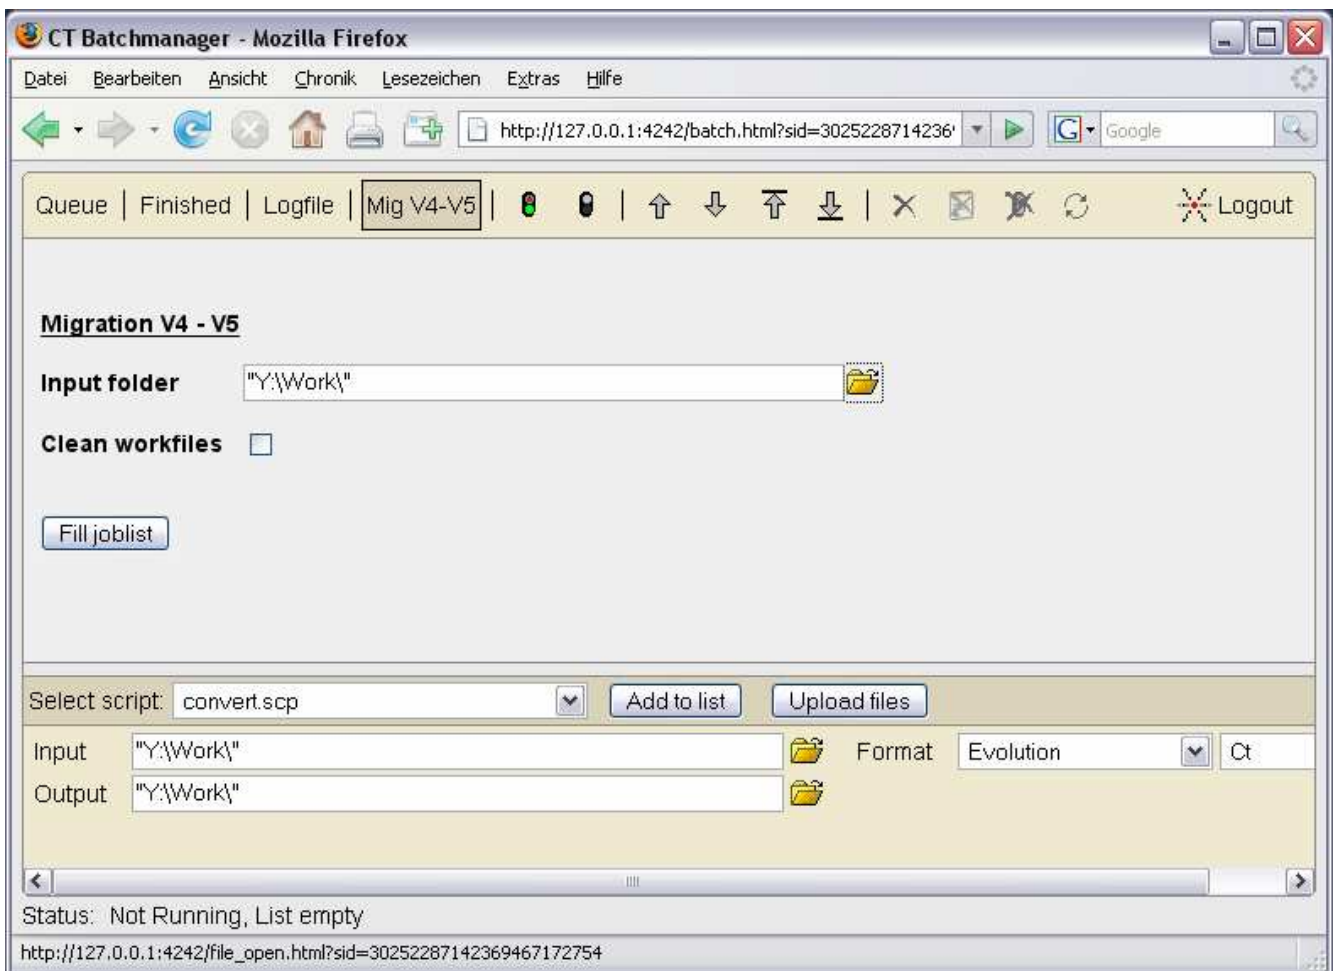 CT Batchmanager - Mozilla Firefox
Datei Bearbeiten Ansicht Chronik Lesezeichen Extras Hilfe
http://127.0.0.1:4242/batch.html?sid=3025228714236 G Google
Queue | Finished | Logfile | Mig V4-V5 | | | Logout
Migration V4 - V5
Input folder "Y:\Work\"
Clean workfiles
Fill joblist
Select script: convert.scp Add to list Upload files
Input "Y:\Work\" Format Evolution Ct
Output "Y:\Work\"
Status: Not Running, List empty
http://127.0.0.1:4242/file_open.html?sid=302522871423694671​72754